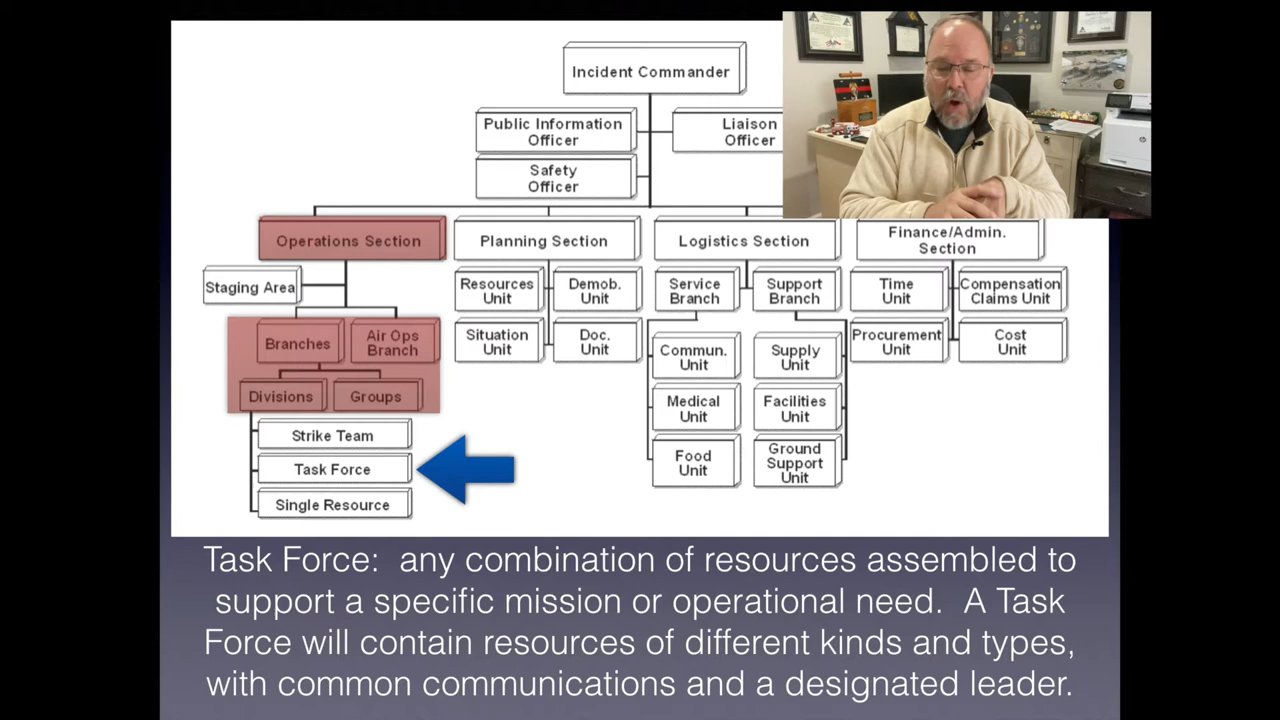 Incident Commander
Public Information
Officer
Liaison
Officer
Safety
Officer
Operations Section
Planning Section
Logistics Section
Finance/Admin.
Section
Staging Area
Resources
Unit
Demob.
Unit
Service
Branch
Support
Branch
Time
Unit
Compensation
Claims Unit
Branches
Air Ops
Branch
Situation
Unit
Doc.
Unit
Commun.
Unit
Supply
Unit
Procurement
Unit
Cost
Unit
Divisions
Groups
Medical
Unit
Facilities
Unit
Strike Team
Task Force
Single Resource
Food
Unit
Ground
Support
Unit
Task Force:  any combination of resources assembled to
support a specific mission or operational need.  A Task
Force will contain resources of different kinds and types,
with common communications and a designated leader.